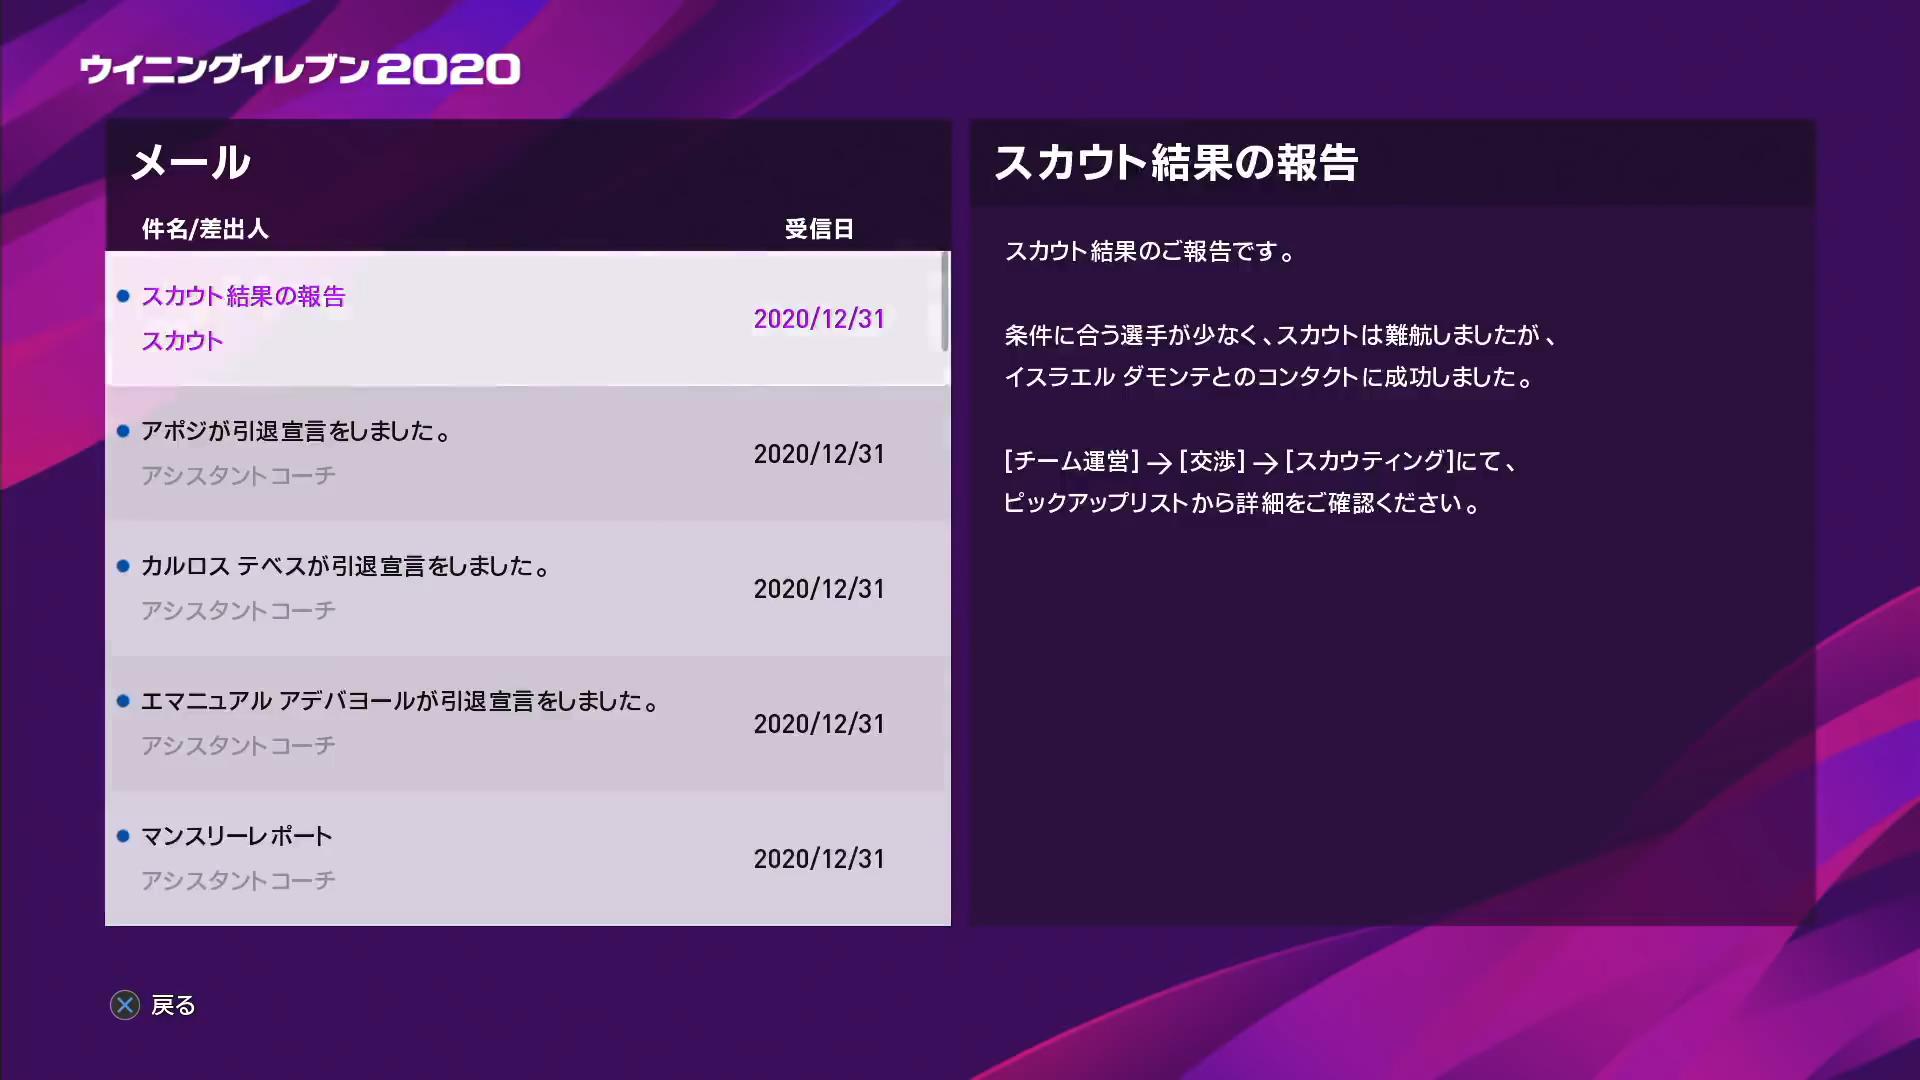 ウイニングイレブン2020
メール
件名/差出人 受信日
スカウト結果の報告
スカウト
2020/12/31
アポジが引退宣言をしました。
アシスタントコーチ
2020/12/31
カルロス テベスが引退宣言をしました。
アシスタントコーチ
2020/12/31
エマニュアル アデバヨールが引退宣言をしました。
アシスタントコーチ
2020/12/31
マンスリーレポート
アシスタントコーチ
2020/12/31
スカウト結果の報告
スカウト結果のご報告です。
条件に合う選手が少なく、スカウトは難航しましたが、
イスラエル ダモンテとのコンタクトに成功しました。
[チーム運営]→[交渉]→[スカウティング]にて、
ピックアップリストから詳細をご確認ください。
戻る